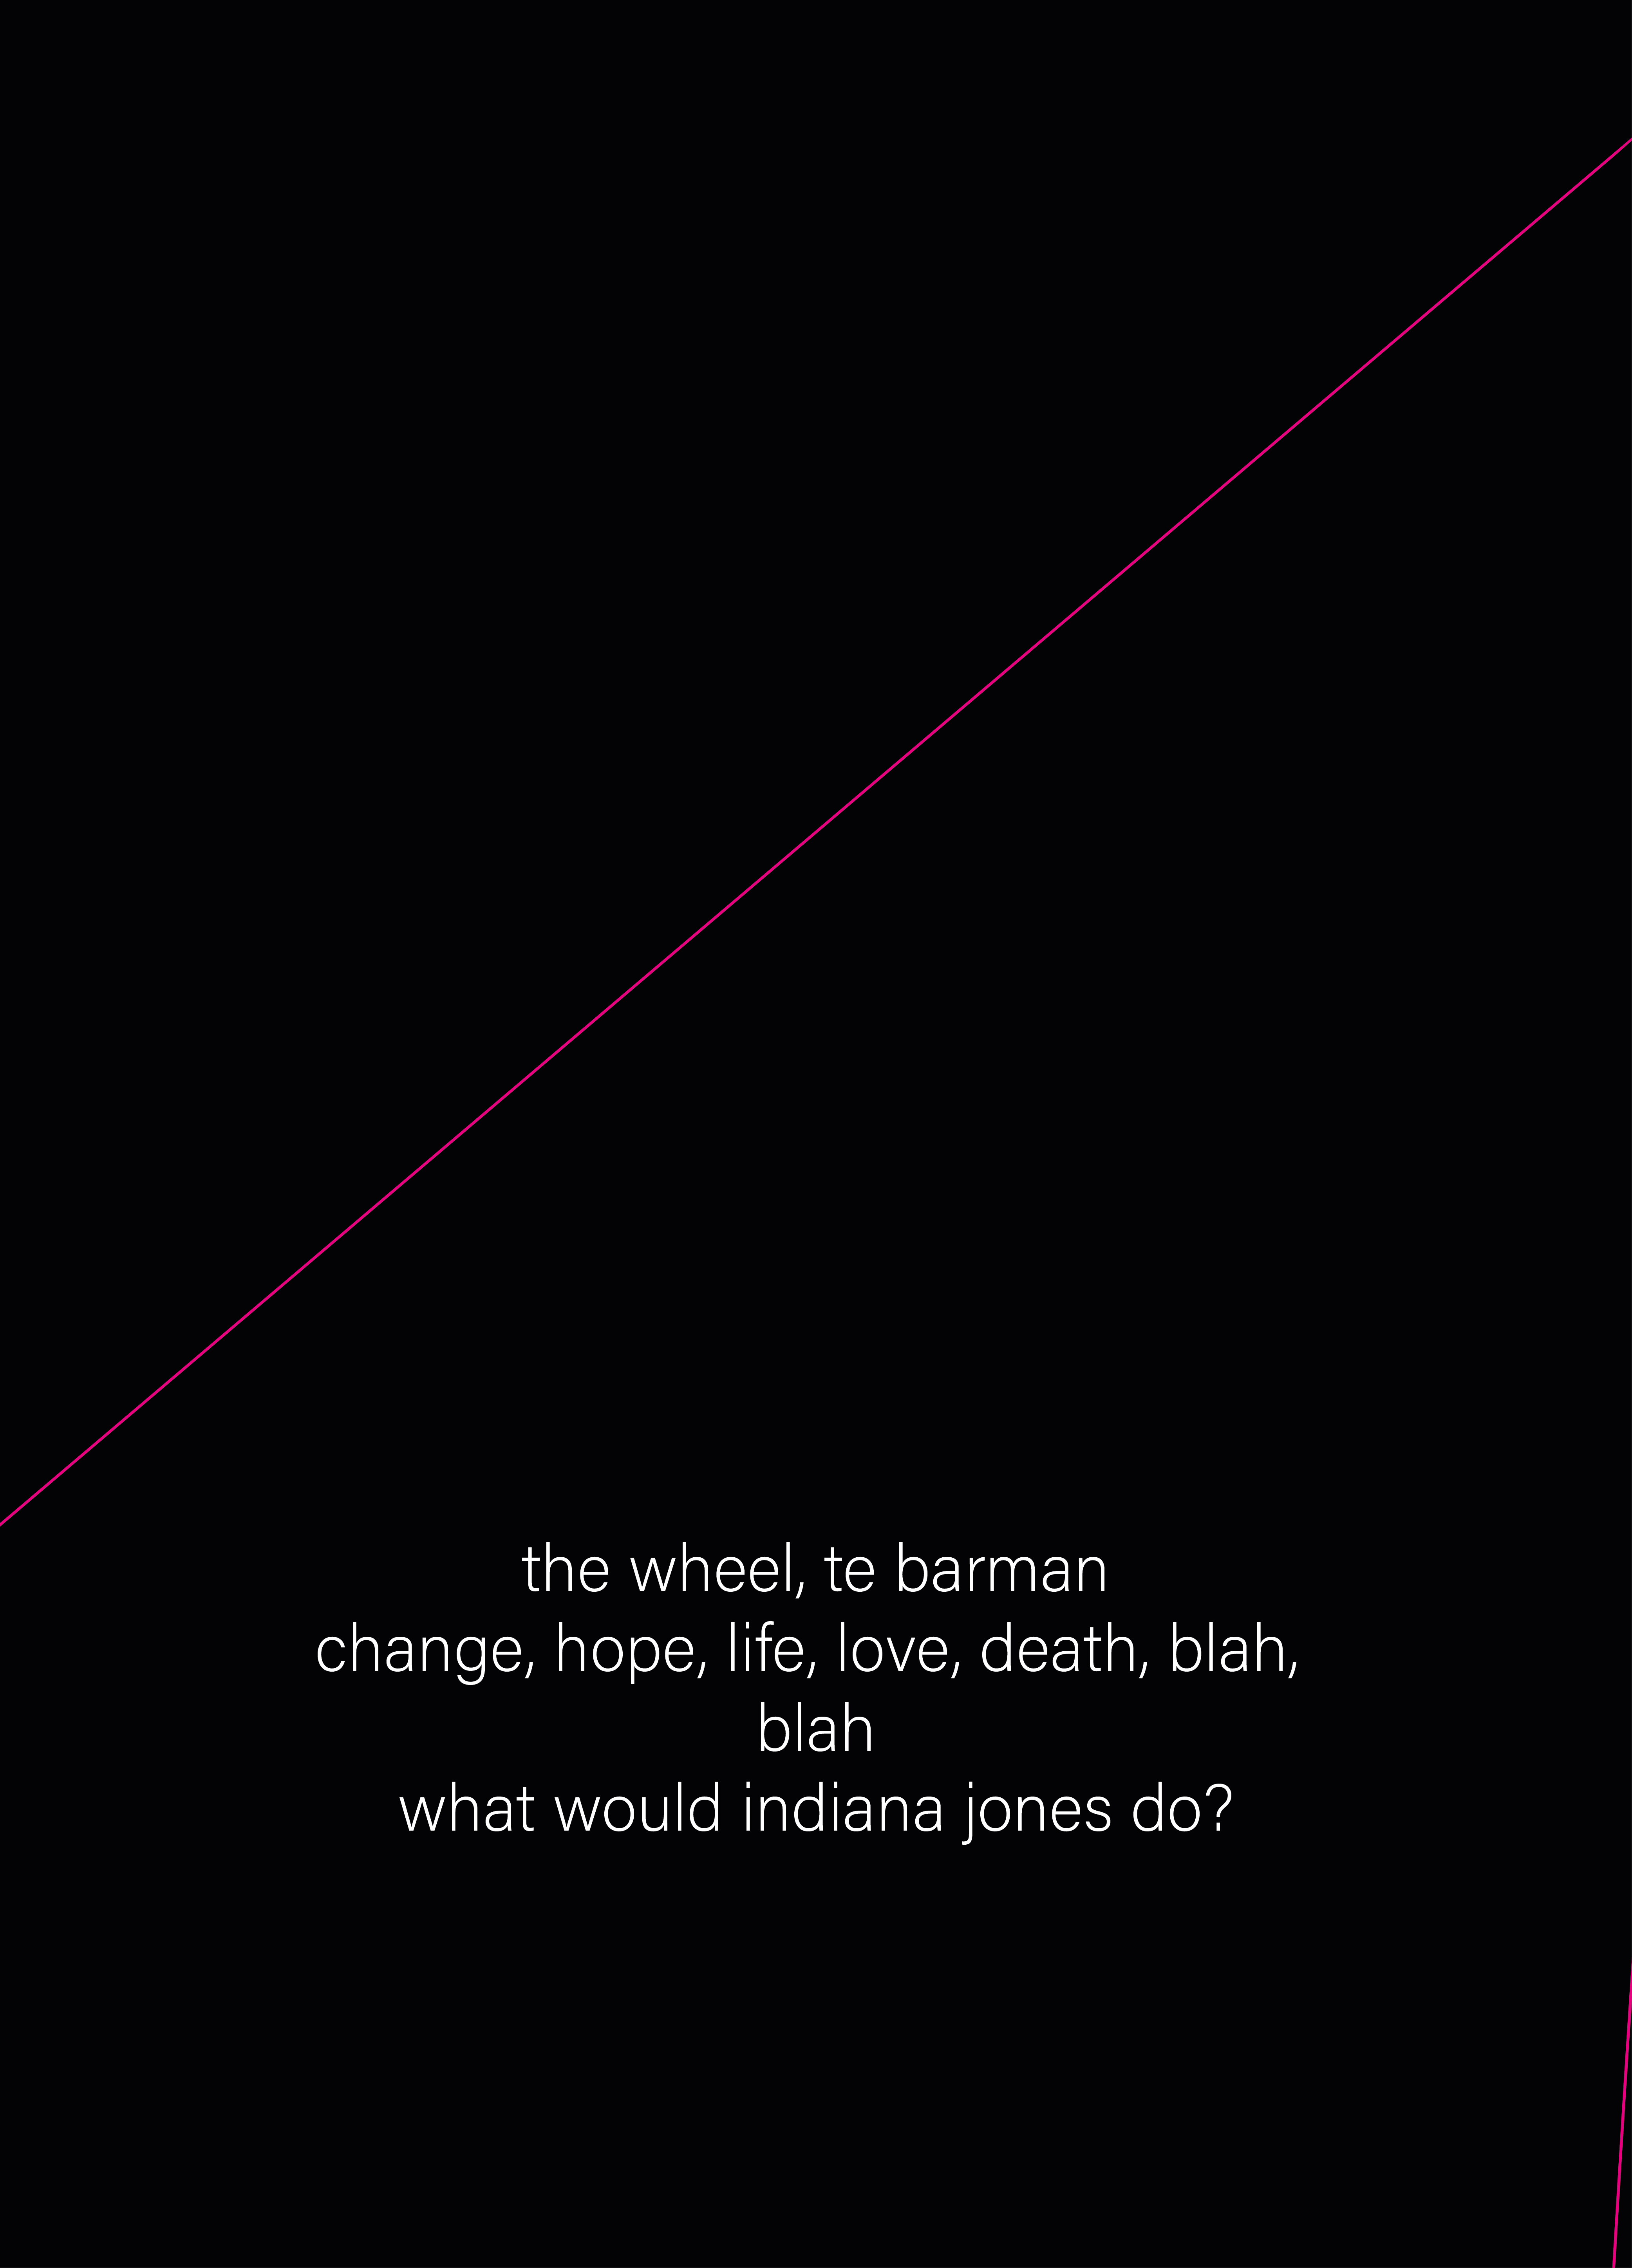 the wheel, te barman
change, hope, life, love, death, blah,
blah
what would indiana jones do?